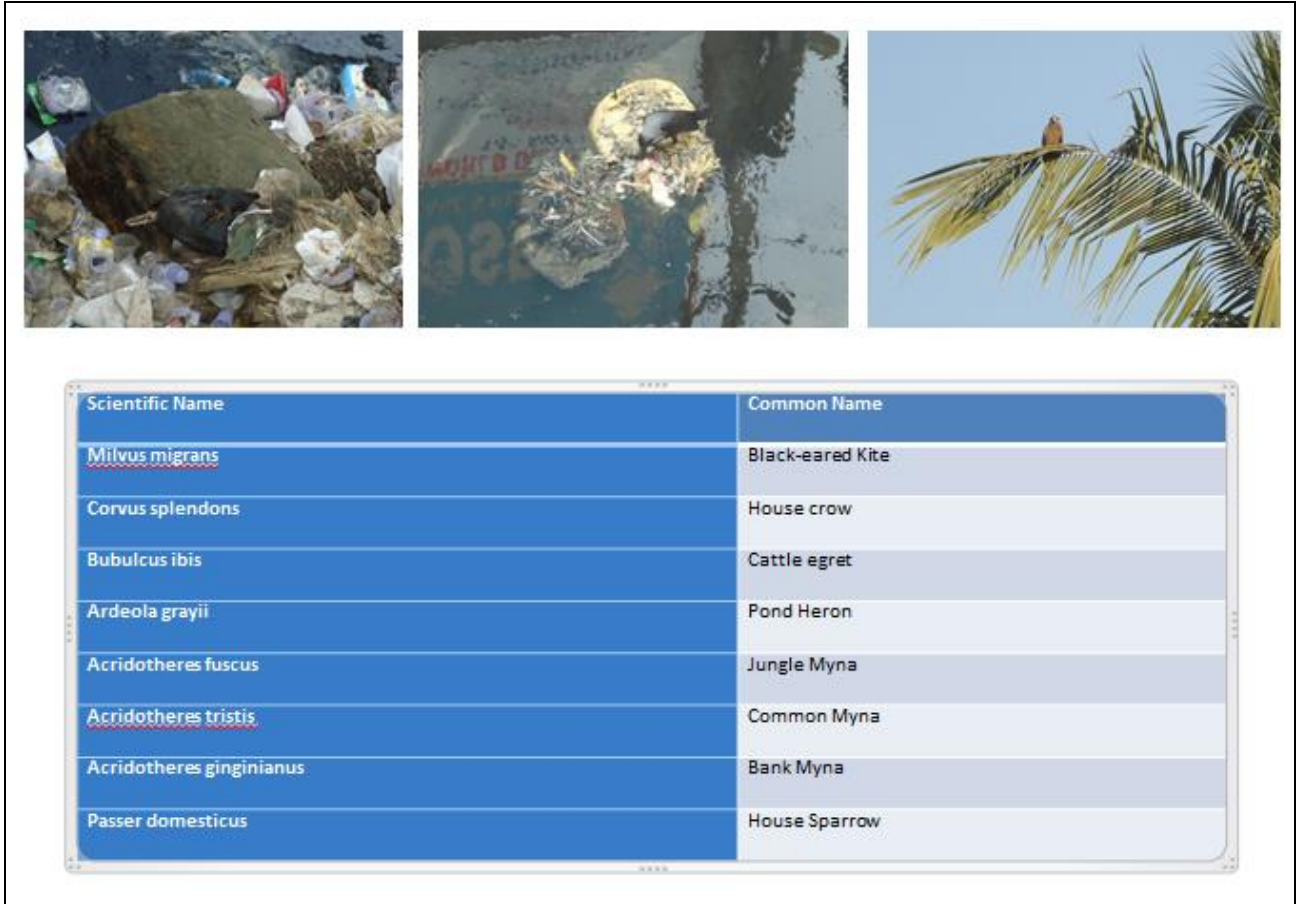 Scientific Name Common Name
Milvus migrans Black-eared Kite
Corvus splendons House crow
Bubulcus ibis Cattle egret
Ardeola grayii Pond Heron
Acridotheres fuscus Jungle Myna
Acridotheres tristis Common Myna
Acridotheres ginginianus Bank Myna
Passer domesticus House Sparrow